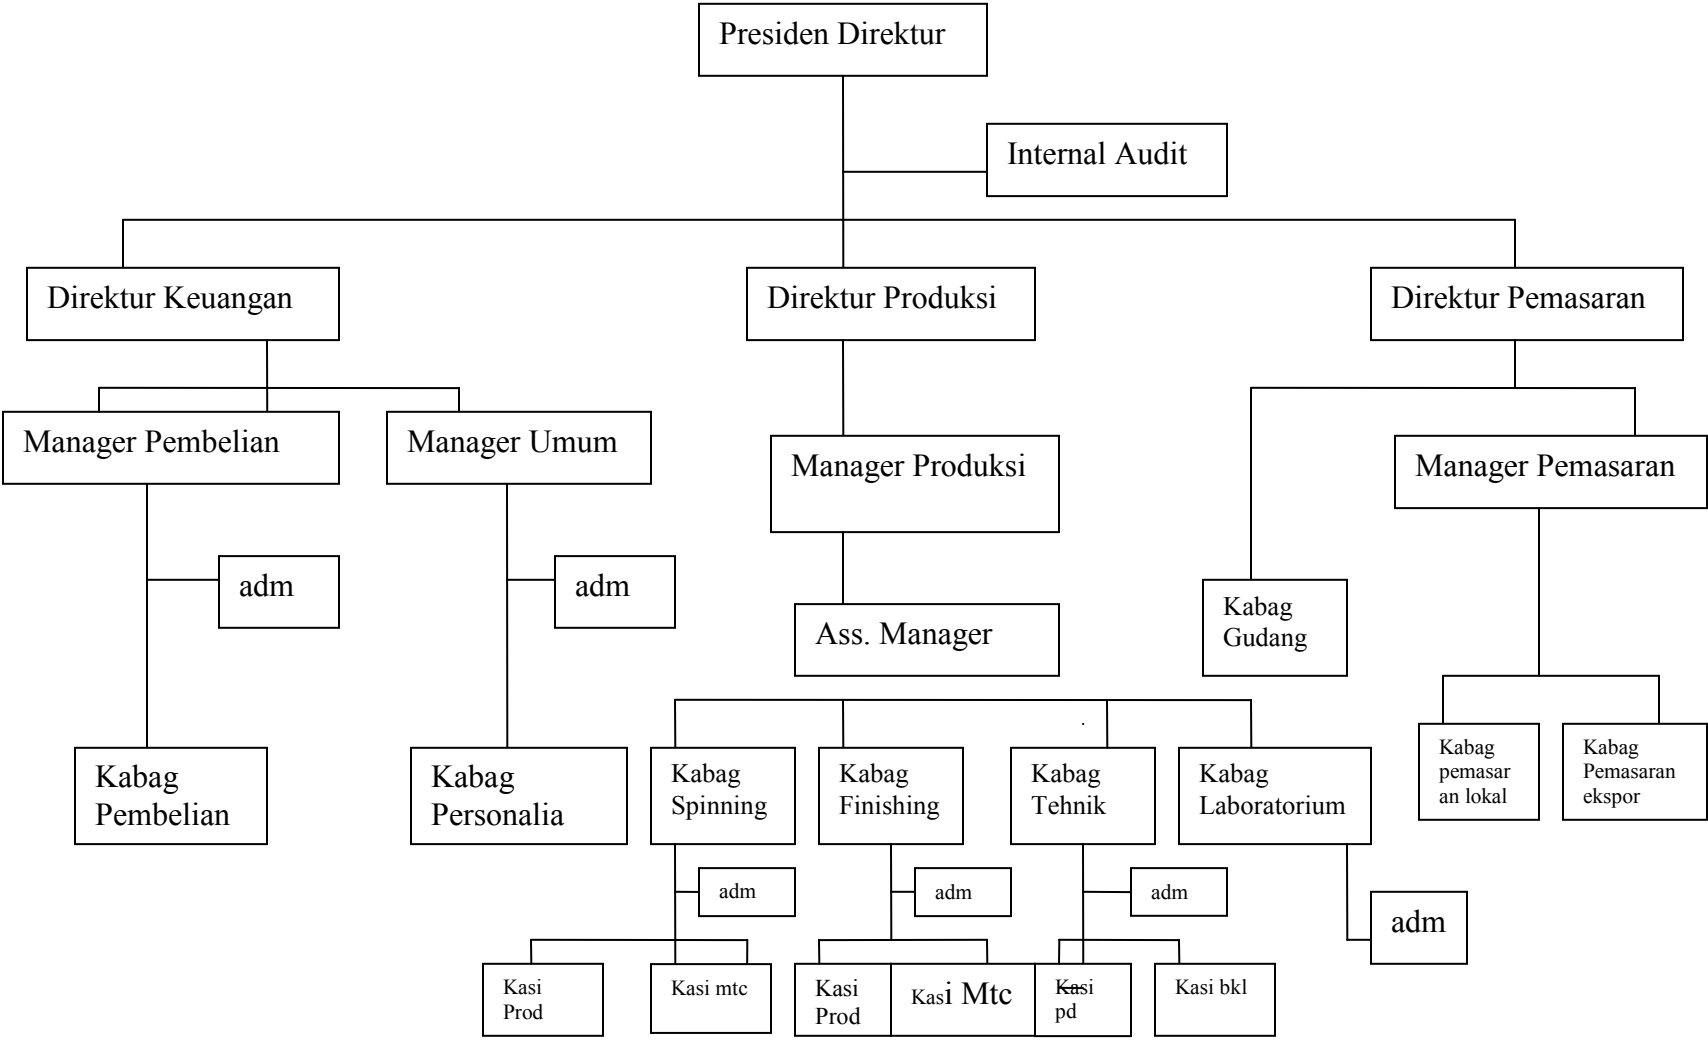 Presiden Direktur
Internal Audit
Direktur Keuangan
Direktur Produksi
Direktur Pemasaran
Manager Pembelian
Manager Umum
Manager Produksi
Manager Pemasaran
adm
adm
Ass. Manager
Kabag
Gudang
Kabag
Pembelian
Kabag
Personalia
Kabag
Spinning
Kabag
Finishing
Kabag
Tehnik
Kabag
Laboratorium
Kabag
pemasar
an lokal
Kabag
Pemasaran
ekspor
adm
adm
adm
adm
Kasi
Prod
Kasi mtc
Kasi
Prod
Kasi Mtc
Kasi
pd
Kasi bkl